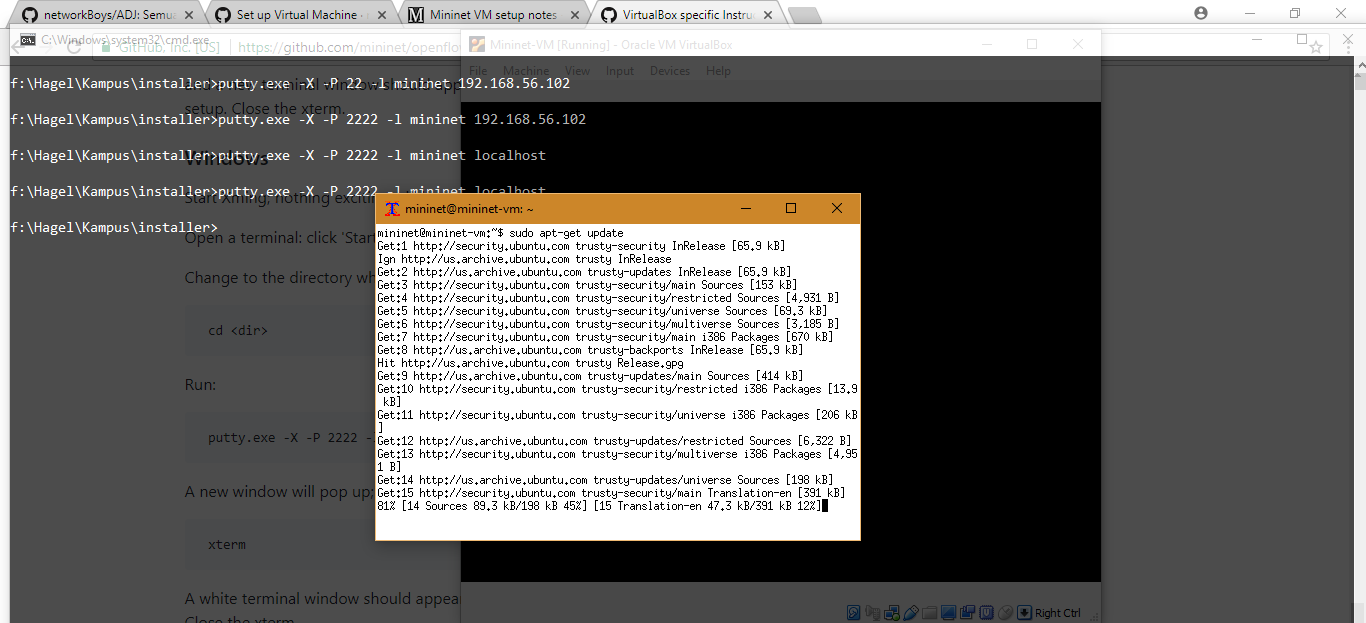 networkBoys/ADJ: Semua
Set up Virtual Machine
Mininet VM setup notes
VirtualBox specific Instru
C:\Windows\system32\cmd.exe
GitHub, Inc. [US]
https://github.com/mininet/openflo
Mininet-VM [Running] - Oracle VM VirtualBox
File Machine View Input Devices Help
f:\Hagel\Kampus\installer>putty.exe -X -P 22 -l mininet 192.168.56.102
f:\Hagel\Kampus\installer>putty.exe -X -P 2222 -l mininet 192.168.56.102
f:\Hagel\Kampus\installer>putty.exe -X -P 2222 -l mininet localhost
f:\Hagel\Kampus\installer>putty.exe -X -P 2222 -l mininet localhost
f:\Hagel\Kampus\installer>
terminal window should app
setup. Close the xterm.
Windows
Start Xming; nothing excitin
Open a terminal: click 'Start
Change to the directory wh
cd <dir>
Run:
putty.exe -X -P 2222 -
A new window will pop up;
xterm
A white terminal window should appear
Close the xterm
mininet@mininet-vm: ~
mininet@mininet-vm:~$ sudo apt-get update
Get:1 http://security.ubuntu.com trusty-security InRelease [65.9 kB]
Ign http://us.archive.ubuntu.com trusty InRelease
Get:2 http://us.archive.ubuntu.com trusty-updates InRelease [65.9 kB]
Get:3 http://security.ubuntu.com trusty-security/main Sources [153 kB]
Get:4 http://security.ubuntu.com trusty-security/restricted Sources [4,931 B]
Get:5 http://security.ubuntu.com trusty-security/universe Sources [69.3 kB]
Get:6 http://security.ubuntu.com trusty-security/multiverse Sources [3,185 B]
Get:7 http://security.ubuntu.com trusty-security/main i386 Packages [670 kB]
Get:8 http://us.archive.ubuntu.com trusty-backports InRelease [65.9 kB]
Hit http://us.archive.ubuntu.com trusty Release.gpg
Get:9 http://us.archive.ubuntu.com trusty-updates/main Sources [414 kB]
Get:10 http://security.ubuntu.com trusty-security/restricted i386 Packages [13.9
kB]
Get:11 http://security.ubuntu.com trusty-security/universe i386 Packages [206 kB
]
Get:12 http://us.archive.ubuntu.com trusty-updates/restricted Sources [6,322 B]
Get:13 http://security.ubuntu.com trusty-security/multiverse i386 Packages [4,95
1 B]
Get:14 http://us.archive.ubuntu.com trusty-updates/universe Sources [198 kB]
Get:15 http://security.ubuntu.com trusty-security/main Translation-en [391 kB]
81% [14 Sources 89.3 kB/198 kB 45%] [15 Translation-en 47.3 kB/391 kB 12%]
Right Ctrl